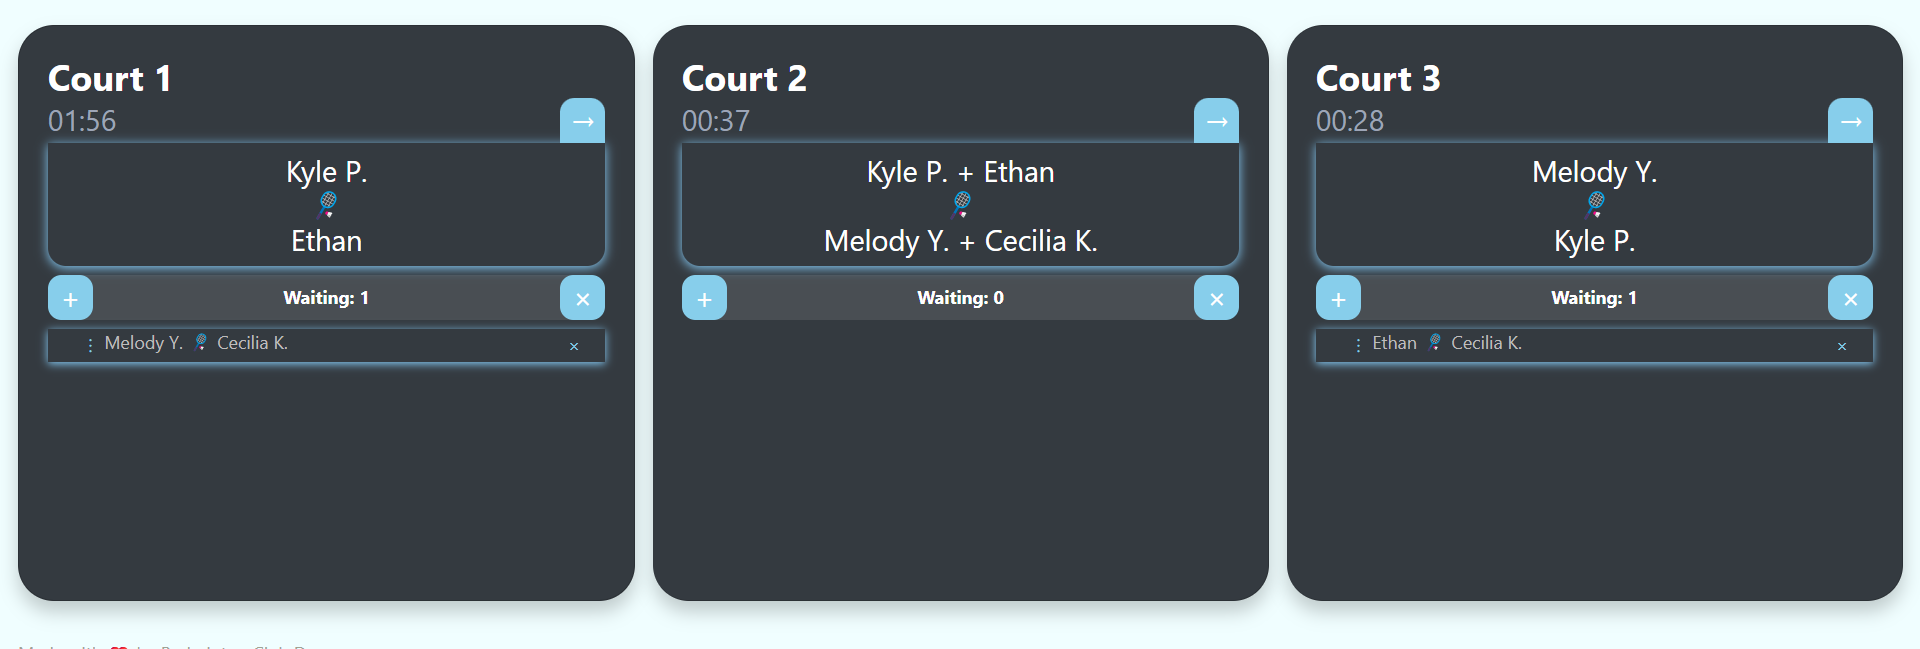 Court 1
01:56
→
Kyle P.
Ethan
+ Waiting: 1 ×
⋮ Melody Y. Cecilia K. ×
Court 2
00:37
→
Kyle P. + Ethan
Melody Y. + Cecilia K.
+ Waiting: 0 ×
Court 3
00:28
→
Melody Y.
Kyle P.
+ Waiting: 1 ×
⋮ Ethan Cecilia K. ×